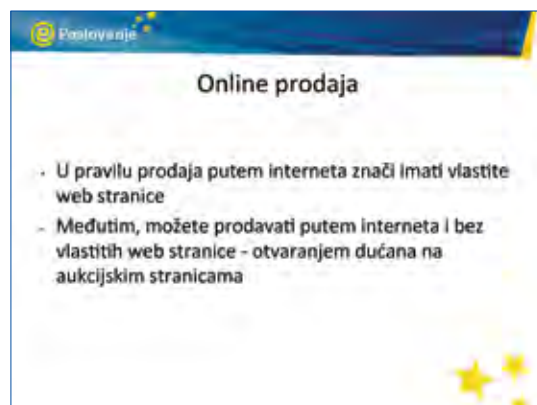 e Poslovanje
Online prodaja
- U pravilu prodaja putem interneta znači imati vlastite
web stranice
- Međutim, možete prodavati putem interneta i bez
vlastitih web stranice - otvaranjem dućana na
aukcijskim stranicama